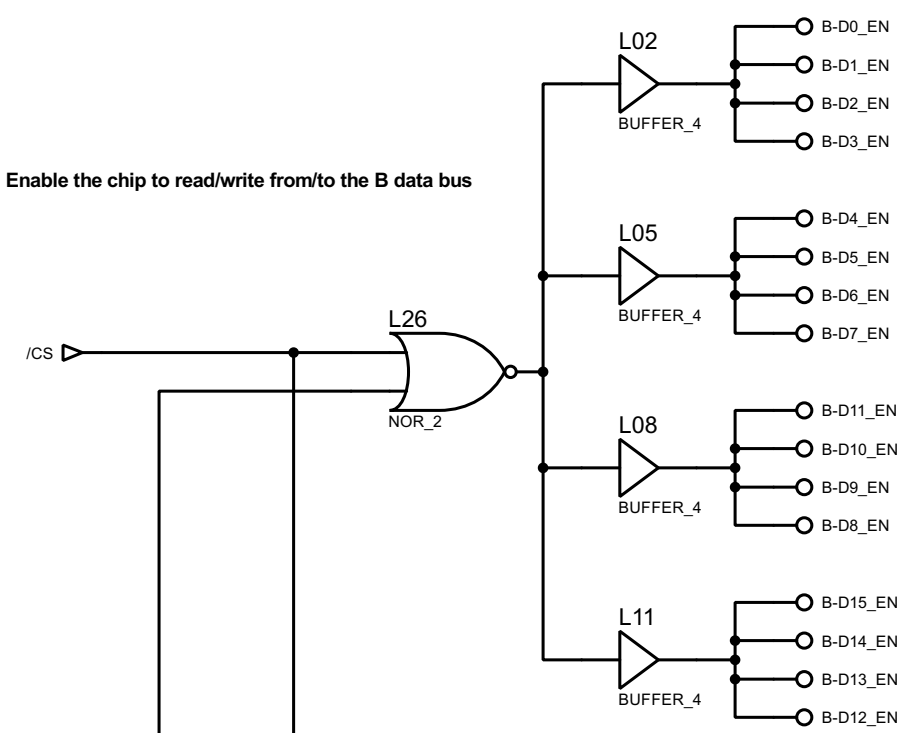 L02
BUFFER_4
B-D0_EN
B-D1_EN
B-D2_EN
B-D3_EN
Enable the chip to read/write from/to the B data bus
L05
BUFFER_4
B-D4_EN
B-D5_EN
B-D6_EN
B-D7_EN
/CS
L26
NOR_2
L08
BUFFER_4
B-D11_EN
B-D10_EN
B-D9_EN
B-D8_EN
L11
BUFFER_4
B-D15_EN
B-D14_EN
B-D13_EN
B-D12_EN